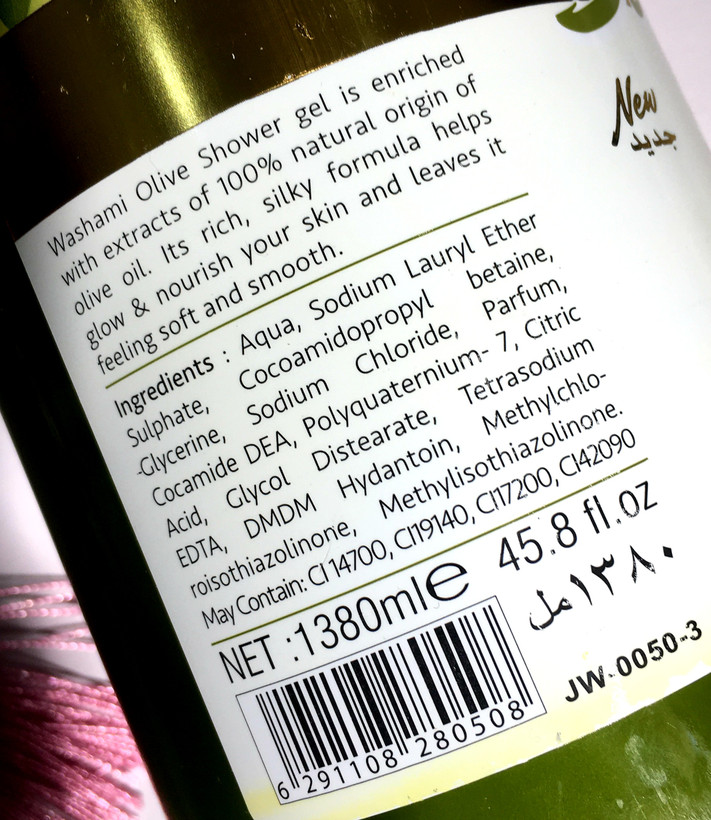 New
جديد
Washami Olive Shower gel is enriched
with extracts of 100% natural origin of
olive oil. Its rich, silky formula helps
glow & nourish your skin and leaves it
feeling soft and smooth.
Ingredients : Aqua, Sodium Lauryl Ether
Sulphate, Cocoamidopropyl betaine,
-Glycerine, Sodium Chloride, Parfum,
Cocamide DEA, Polyquaternium- 7, Citric
Acid, Glycol Distearate, Tetrasodium
EDTA, DMDM Hydantoin, Methylchlo-
roisothiazolinone, Methylisothiazolinone.
May Contain: CI 14700, CI19140, CI17200, CI42090
NET :1380ml e 45.8 fl.oz
١٣٨٠مل
6 291108 280508
JW-0050-3